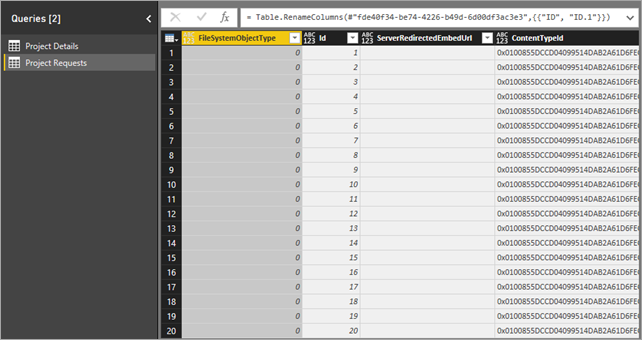 Queries [2]
Project Details
Project Requests
= Table.RenameColumns(#"fde40f34-be74-4226-b49d-6d00df3ac3e3",{{"ID", "ID.1"}})
ABC 123 FileSystemObjectType ABC 123 Id ABC 123 ServerRedirectedEmbedUrl ABC 123 ContentTypeId
1 0 1 0x0100855DCCD04099514DAB2A61D6FE
2 0 2 0x0100855DCCD04099514DAB2A61D6FE
3 0 3 0x0100855DCCD04099514DAB2A61D6FE
4 0 4 0x0100855DCCD04099514DAB2A61D6FE
5 0 5 0x0100855DCCD04099514DAB2A61D6FE
6 0 6 0x0100855DCCD04099514DAB2A61D6FE
7 0 7 0x0100855DCCD04099514DAB2A61D6FE
8 0 8 0x0100855DCCD04099514DAB2A61D6FE
9 0 9 0x0100855DCCD04099514DAB2A61D6FE
10 0 10 0x0100855DCCD04099514DAB2A61D6FE
11 0 11 0x0100855DCCD04099514DAB2A61D6FE
12 0 12 0x0100855DCCD04099514DAB2A61D6FE
13 0 13 0x0100855DCCD04099514DAB2A61D6FE
14 0 14 0x0100855DCCD04099514DAB2A61D6FE
15 0 15 0x0100855DCCD04099514DAB2A61D6FE
16 0 16 0x0100855DCCD04099514DAB2A61D6FE
17 0 17 0x0100855DCCD04099514DAB2A61D6FE
18 0 18 0x0100855DCCD04099514DAB2A61D6FE
19 0 19 0x0100855DCCD04099514DAB2A61D6FE
20 0 20 0x0100855DCCD04099514DAB2A61D6FE